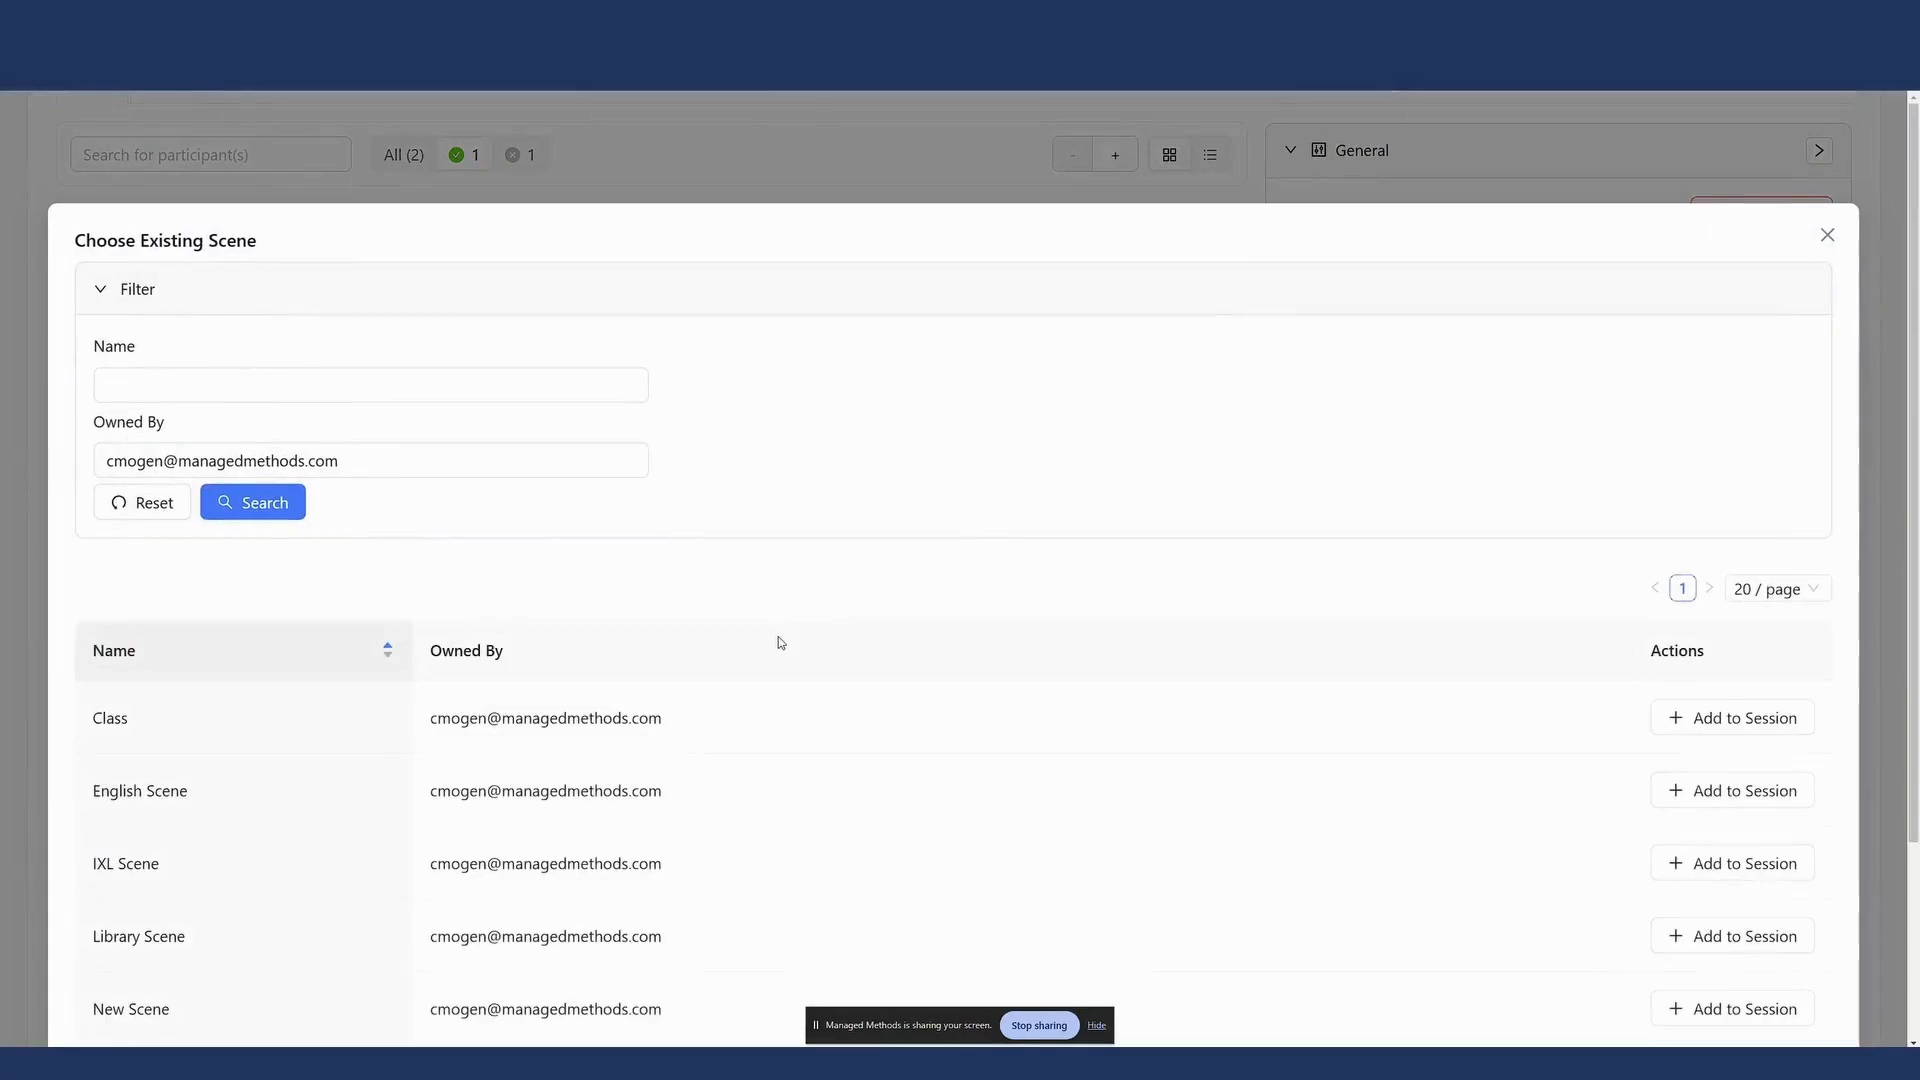 Search for participant(s)
All (2)
1
1
-
+
General
Choose Existing Scene
Filter
Name
Owned By
cmogen@managedmethods.com
Reset
Search
1
20 / page
Name
Owned By
Actions
Class
cmogen@managedmethods.com
+ Add to Session
English Scene
cmogen@managedmethods.com
+ Add to Session
IXL Scene
cmogen@managedmethods.com
+ Add to Session
Library Scene
cmogen@managedmethods.com
+ Add to Session
New Scene
cmogen@managedmethods.com
+ Add to Session
Managed Methods is sharing your screen.
Stop sharing
Hide